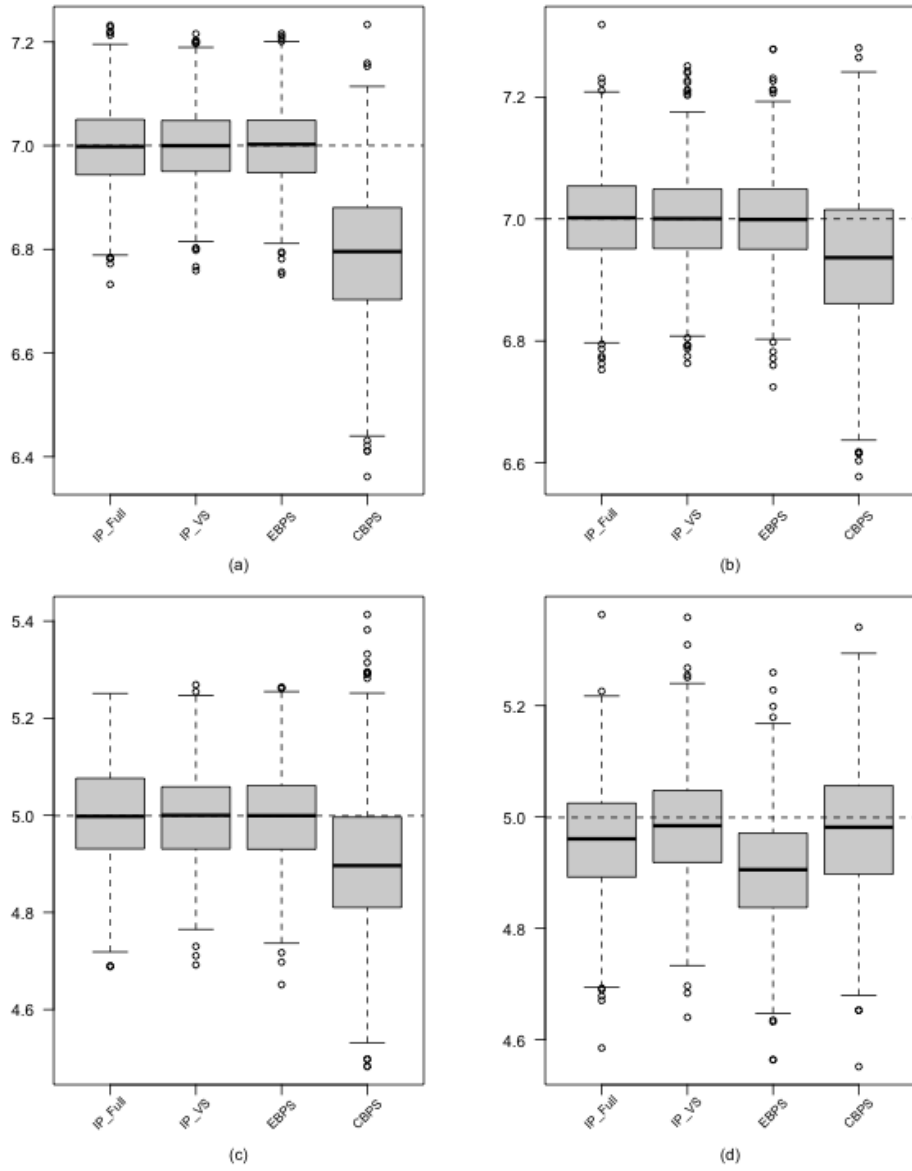 7.2
7.0
6.8
6.6
6.4
IP_Full
IP_VS
EBPS
CBPS
(a)
7.2
7.0
6.8
6.6
IP_Full
IP_VS
EBPS
CBPS
(b)
5.4
5.2
5.0
4.8
4.6
IP_Full
IP_VS
EBPS
CBPS
(c)
5.2
5.0
4.8
4.6
IP_Full
IP_VS
EBPS
CBPS
(d)